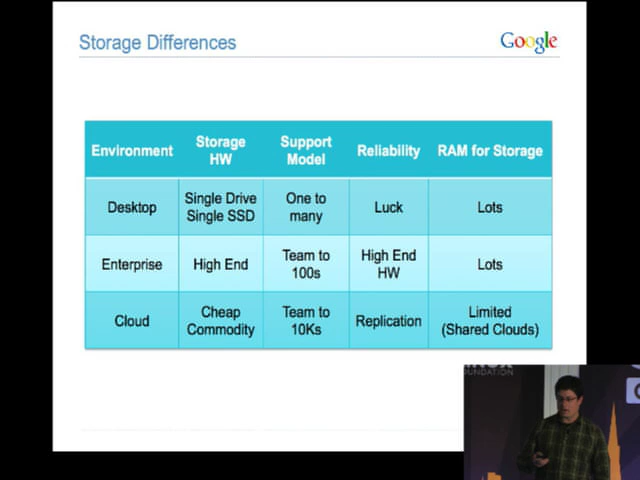 Storage Differences
Google
Environment
Storage HW
Support Model
Reliability
RAM for Storage
Desktop
Single Drive
Single SSD
One to many
Luck
Lots
Enterprise
High End
Team to 100s
High End HW
Lots
Cloud
Cheap Commodity
Team to 10Ks
Replication
Limited
(Shared Clouds)
FOUNDATION